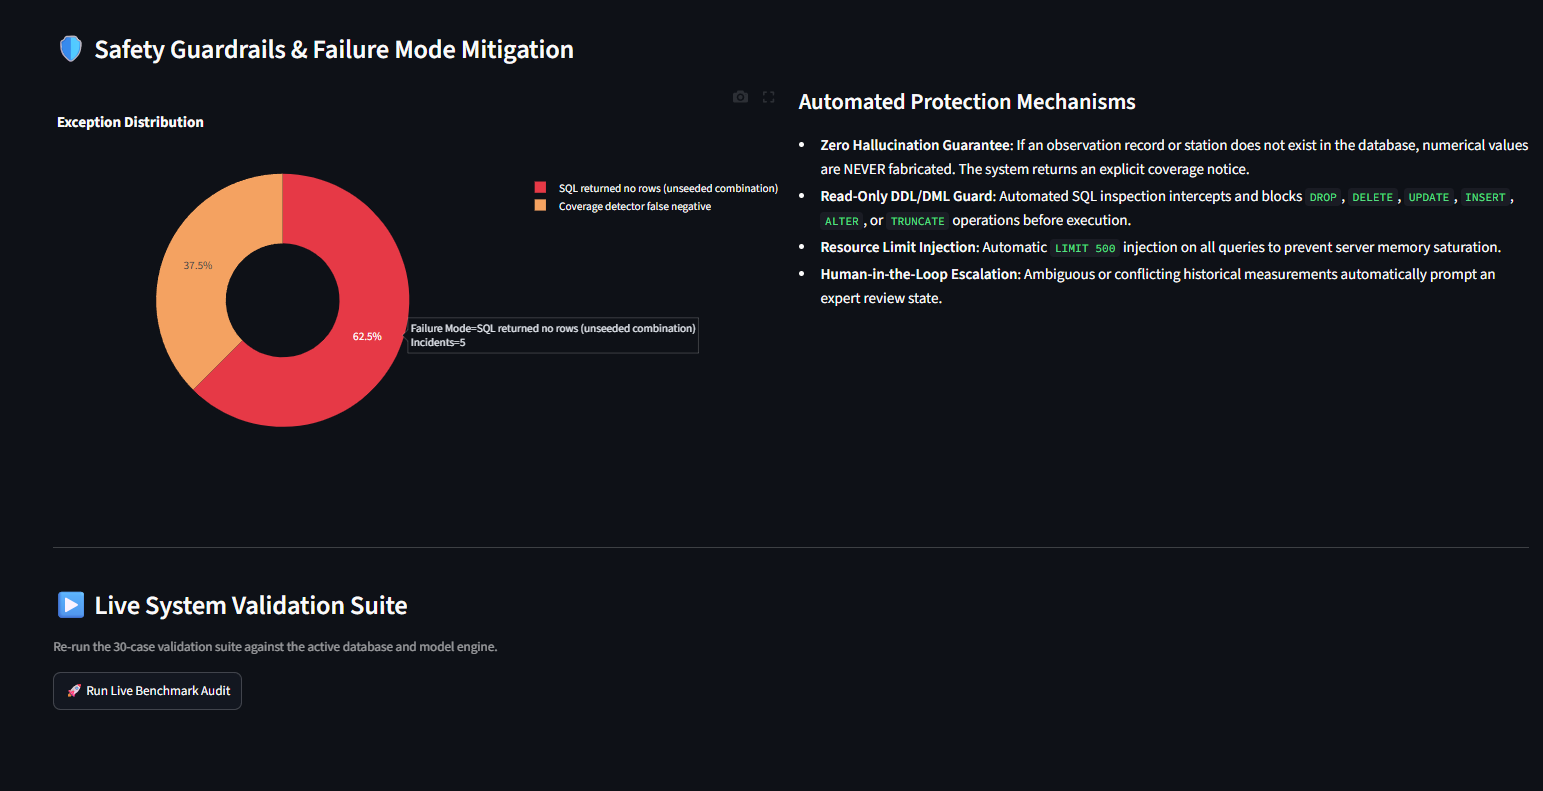 Safety Guardrails & Failure Mode Mitigation
Exception Distribution
SQL returned no rows (unseeded combination)
Coverage detector false negative
37.5%
62.5%
Failure Mode=SQL returned no rows (unseeded combination)
Incidents=5
Automated Protection Mechanisms
Zero Hallucination Guarantee: If an observation record or station does not exist in the database, numerical values
are NEVER fabricated. The system returns an explicit coverage notice.
Read-Only DDL/DML Guard: Automated SQL inspection intercepts and blocks DROP, DELETE, UPDATE, INSERT,
ALTER, or TRUNCATE operations before execution.
Resource Limit Injection: Automatic LIMIT 500 injection on all queries to prevent server memory saturation.
Human-in-the-Loop Escalation: Ambiguous or conflicting historical measurements automatically prompt an
expert review state.
Live System Validation Suite
Re-run the 30-case validation suite against the active database and model engine.
Run Live Benchmark Audit